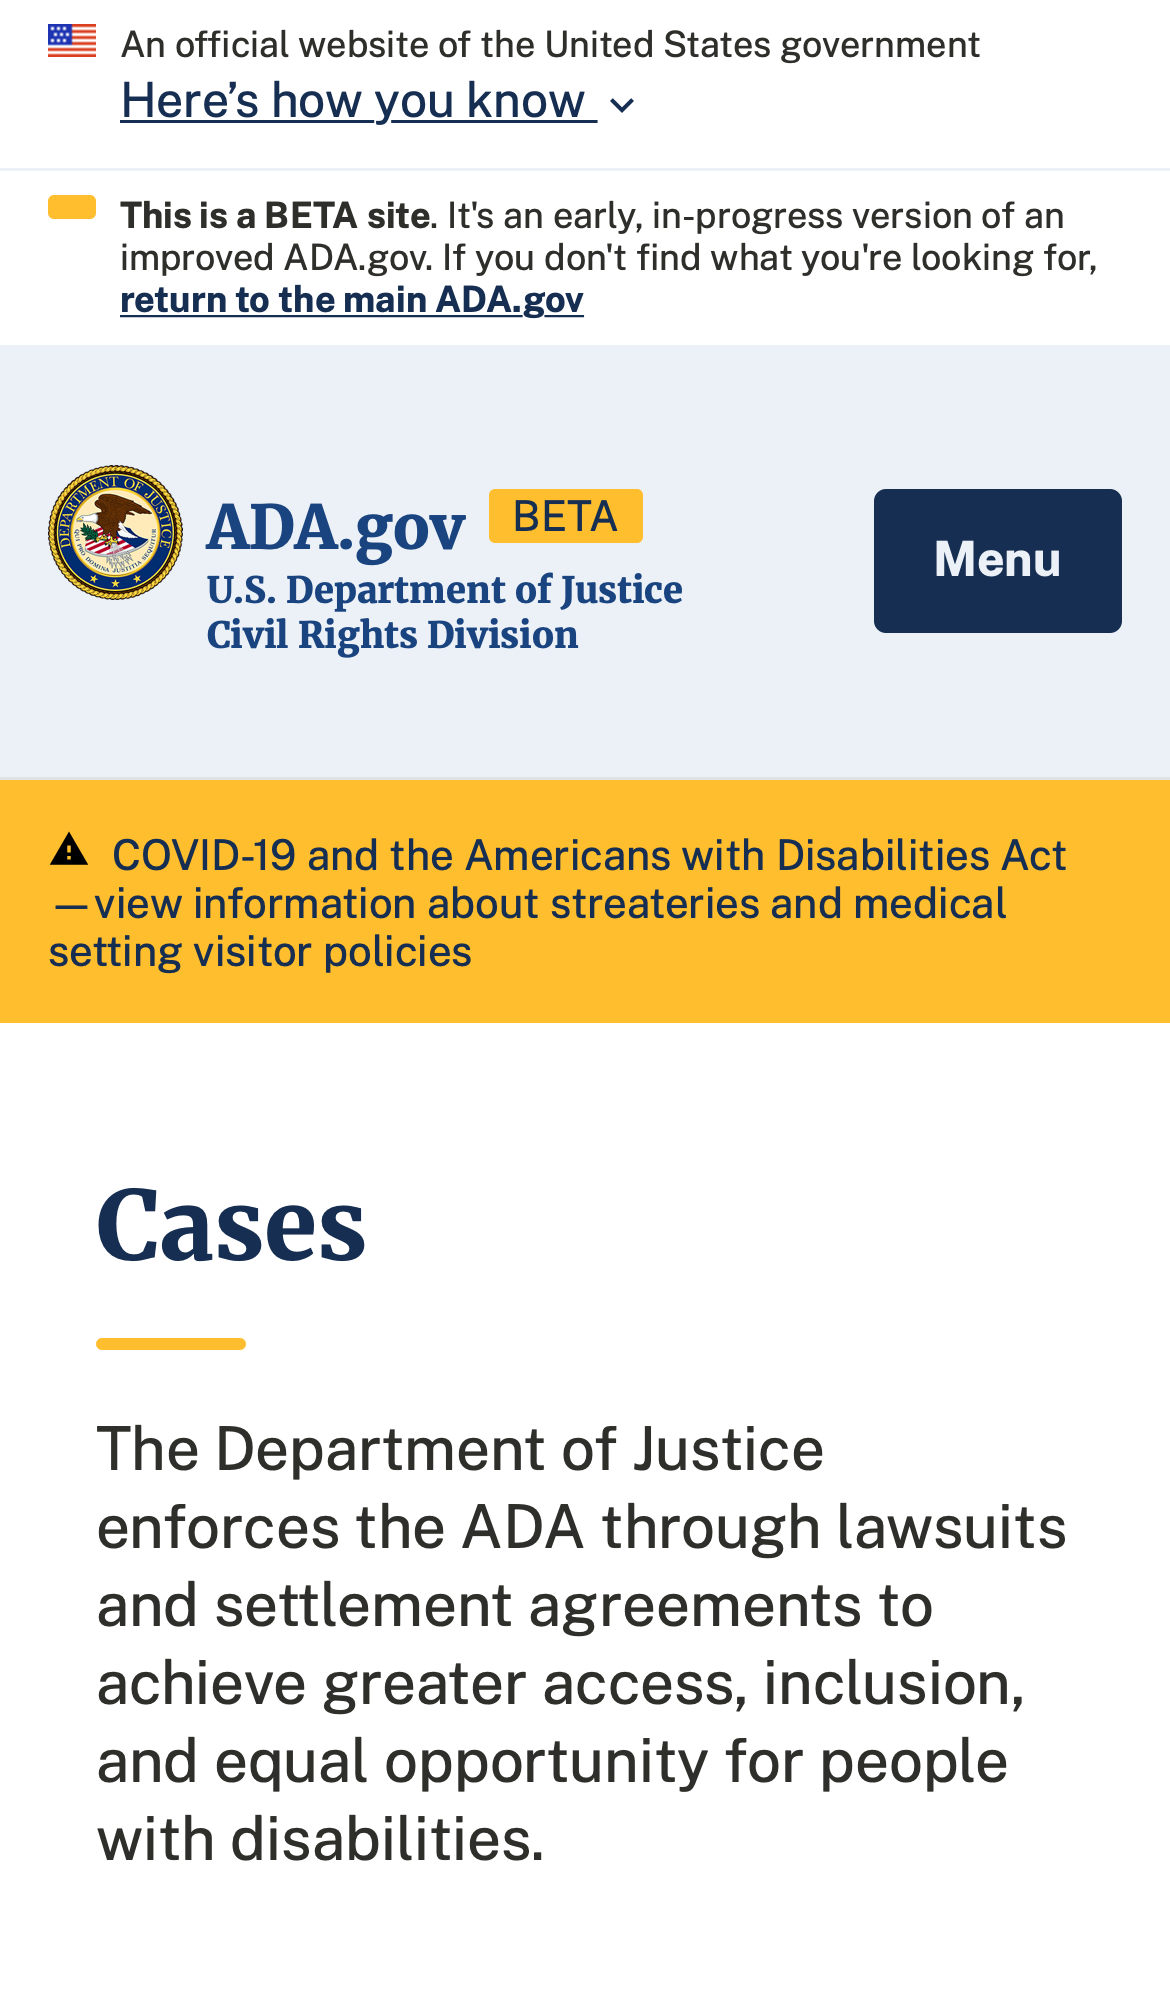 An official website of the United States government
Here’s how you know
This is a BETA site. It's an early, in-progress version of an
improved ADA.gov. If you don't find what you're looking for,
return to the main ADA.gov
DEPARTMENT OF JUSTICE
QUI PRO DOMINA JUSTITIA SEQUITUR
ADA.gov BETA
U.S. Department of Justice
Civil Rights Division
Menu
COVID-19 and the Americans with Disabilities Act
—view information about streateries and medical
setting visitor policies
Cases
The Department of Justice
enforces the ADA through lawsuits
and settlement agreements to
achieve greater access, inclusion,
and equal opportunity for people
with disabilities.